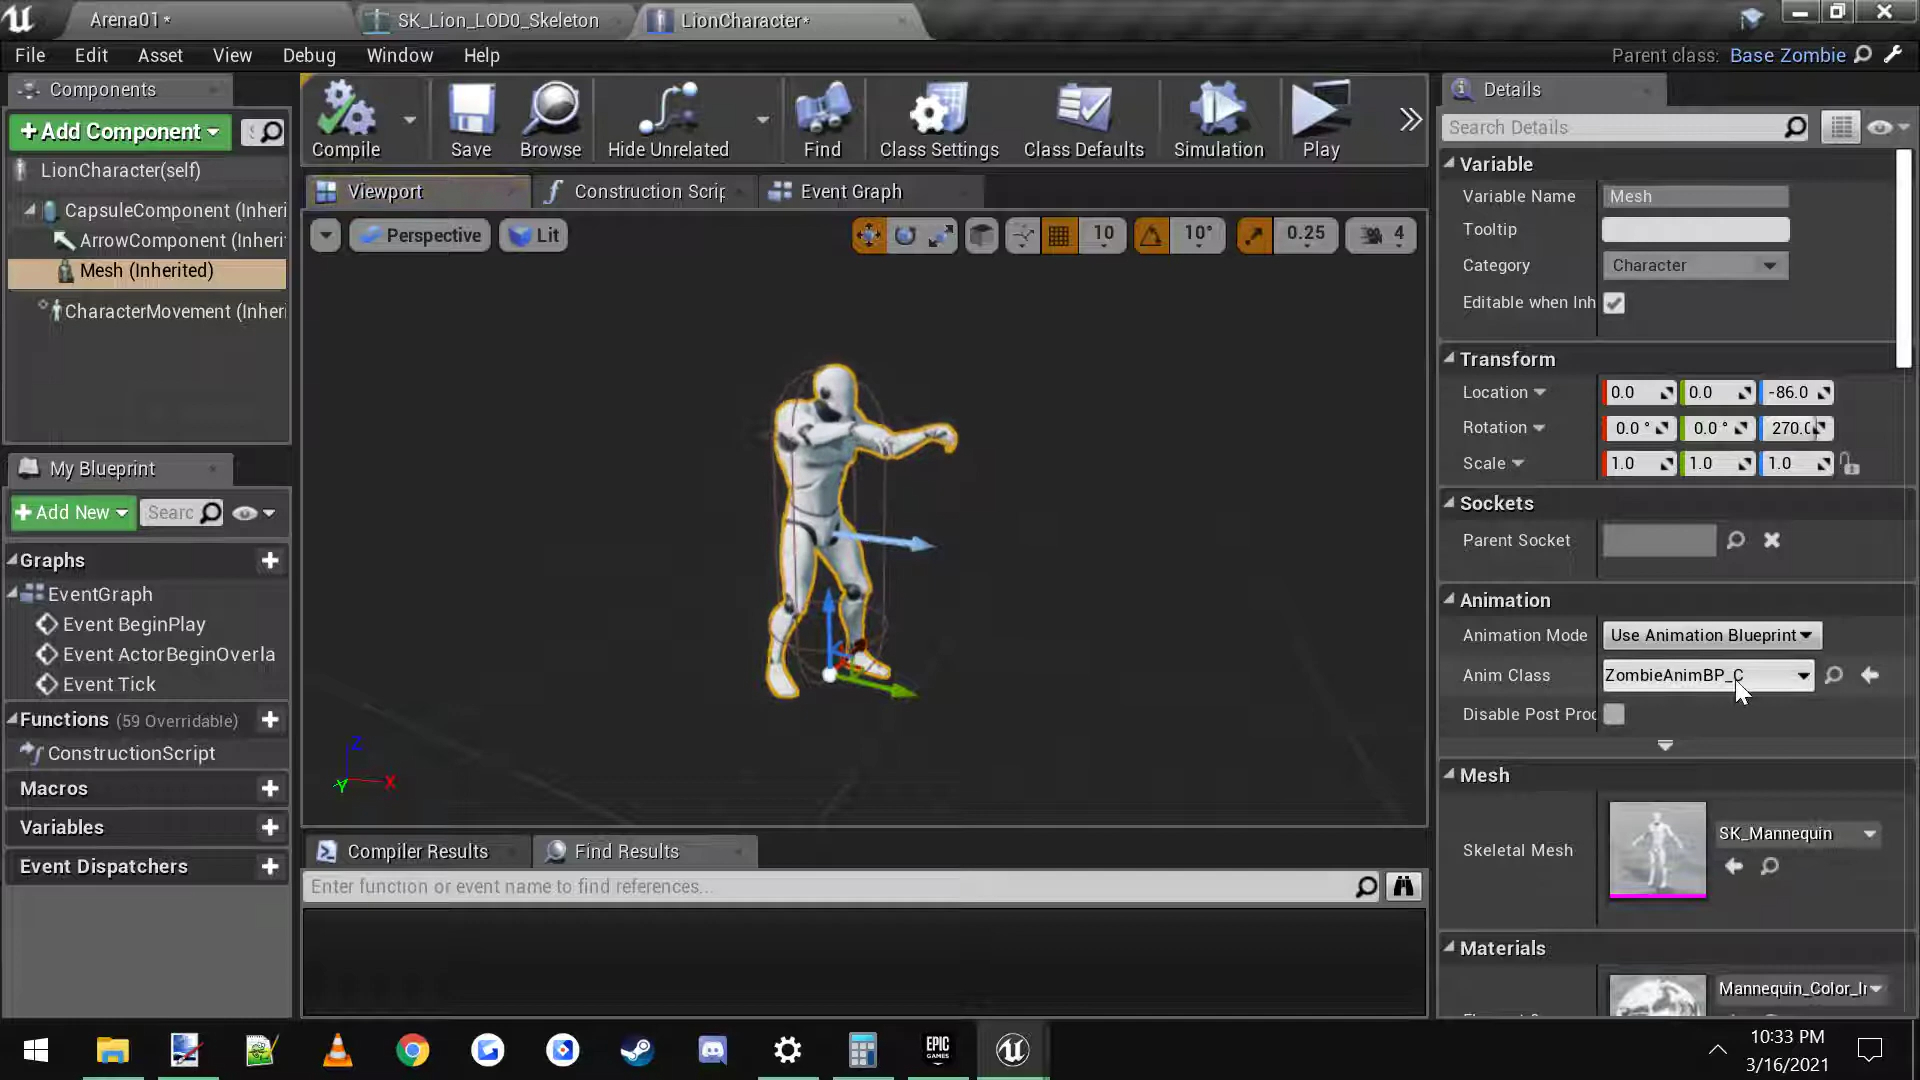 Arena01*
SK_Lion_LOD0_Skeleton
LionCharacter*
File Edit Asset View Debug Window Help
Parent class: Base Zombie
Components
+Add Component
LionCharacter(self)
CapsuleComponent (Inheri
ArrowComponent (Inheri
Mesh (Inherited)
CharacterMovement (Inheri
My Blueprint
Add New
Searc
Graphs
EventGraph
Event BeginPlay
Event ActorBeginOverla
Event Tick
Functions (59 Overridable)
ConstructionScript
Macros
Variables
Event Dispatchers
Compile
Save
Browse
Hide Unrelated
Find
Class Settings
Class Defaults
Simulation
Play
Viewport
Construction Scrip
Event Graph
Perspective
Lit
10
10°
0.25
4
Z
Y
X
Compiler Results
Find Results
Enter function or event name to find references...
Details
Search Details
Variable
Variable Name Mesh
Tooltip
Category Character
Editable when Inh
Transform
Location 0.0 0.0 -86.0
Rotation 0.0 ° 0.0 ° 270.0
Scale 1.0 1.0 1.0
Sockets
Parent Socket
Animation
Animation Mode Use Animation Blueprint
Anim Class ZombieAnimBP_C
Disable Post Proc
Mesh
Skeletal Mesh SK_Mannequin
Materials
Mannequin_Color_In
EPIC
GAMES
10:33 PM
3/16/2021